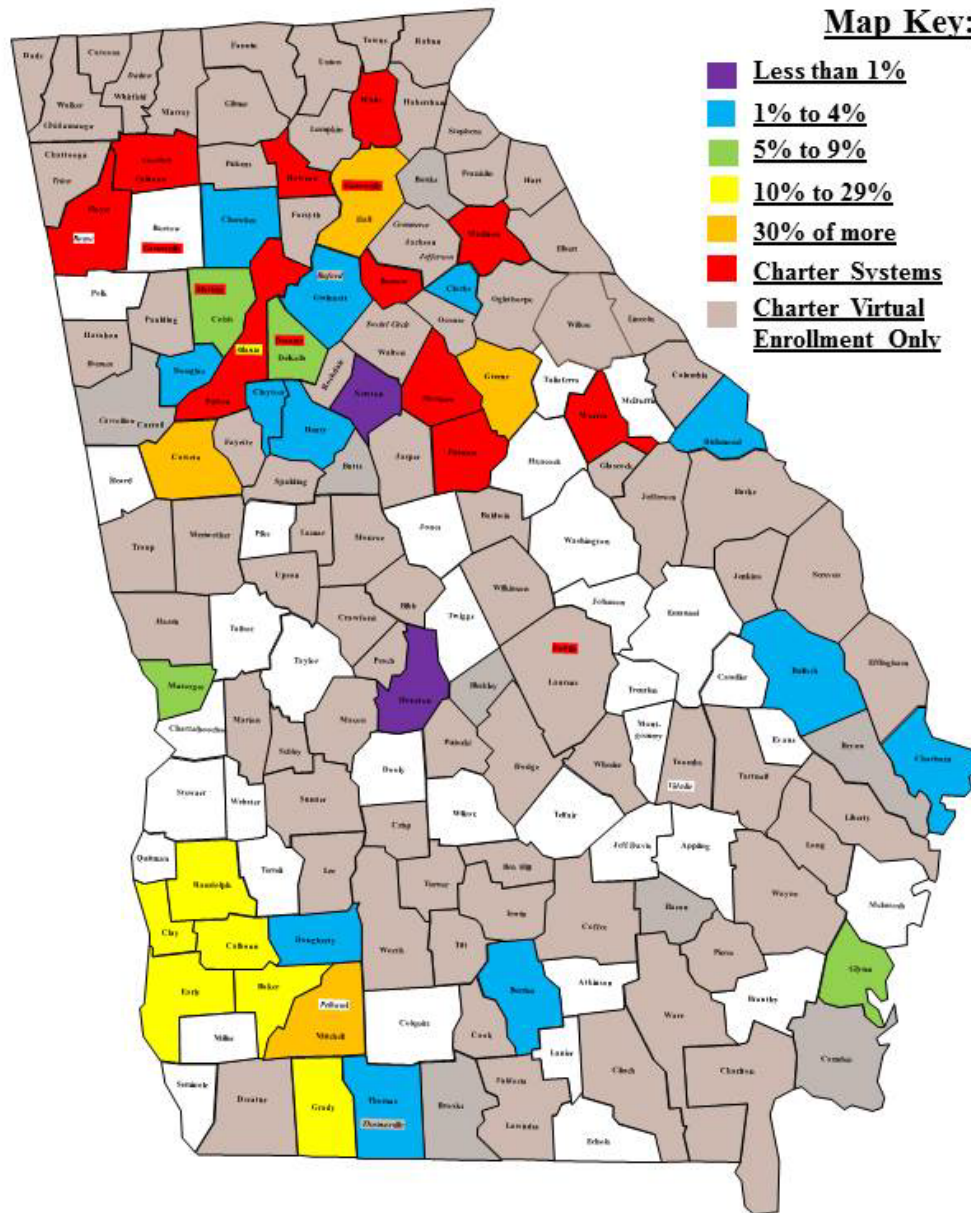 Map Key:
Less than 1%
1% to 4%
5% to 9%
10% to 29%
30% of more
Charter Systems
Charter Virtual
Enrollment Only
Dade
Catoosa
Fannin
Towns
Rabun
Union
Whitfield
Walker
Murray
Gilmer
White
Habersham
Lumpkin
Stephens
Chattooga
Pickens
Banks
Franklin
Hart
Floyd
Rome
Bartow
Cherokee
Forsyth
Hall
Commerce
Jackson
Jefferson
Madison
Elbert
Polk
Paulding
Cobb
Buford
Gwinnett
Clarke
Oconee
Oglethorpe
Wilkes
Lincoln
Haralson
Douglas
DeKalb
Rockdale
Walton
Newton
Greene
Taliaferro
Columbia
Carroll
Clayton
Henry
Fulton
Fayette
Coweta
Butts
Jasper
Warren
Richmond
Heard
Spalding
Hancock
Glascock
Jefferson
Burke
Troup
Meriwether
Pike
Lamar
Monroe
Jones
Baldwin
Washington
Jenkins
Screven
Upson
Bibb
Wilkinson
Johnson
Emanuel
Harris
Talbot
Crawford
Twiggs
Taylor
Peach
Laurens
Bulloch
Effingham
Muscogee
Houston
Bleckley
Candler
Marion
Macon
Evans
Bryan
Chatham
Pulaski
Stewart
Webster
Schley
Dooly
Dodge
Wheeler
Mont-
gomery
Toombs
Vidalia
Tattnall
Sumter
Wilcox
Telfair
Liberty
Crisp
Jeff Davis
Appling
Long
Quitman
Randolph
Terrell
Lee
Turner
Ben Hill
Wayne
McIntosh
Clay
Calhoun
Dougherty
Worth
Tift
Irwin
Coffee
Bacon
Pierce
Glynn
Early
Baker
Pelham
Mitchell
Colquitt
Cook
Berrien
Atkinson
Ware
Brantley
Camden
Miller
Lanier
Clinch
Charlton
Seminole
Decatur
Grady
Thomas
Thomasville
Brooks
Valdosta
Lowndes
Echols